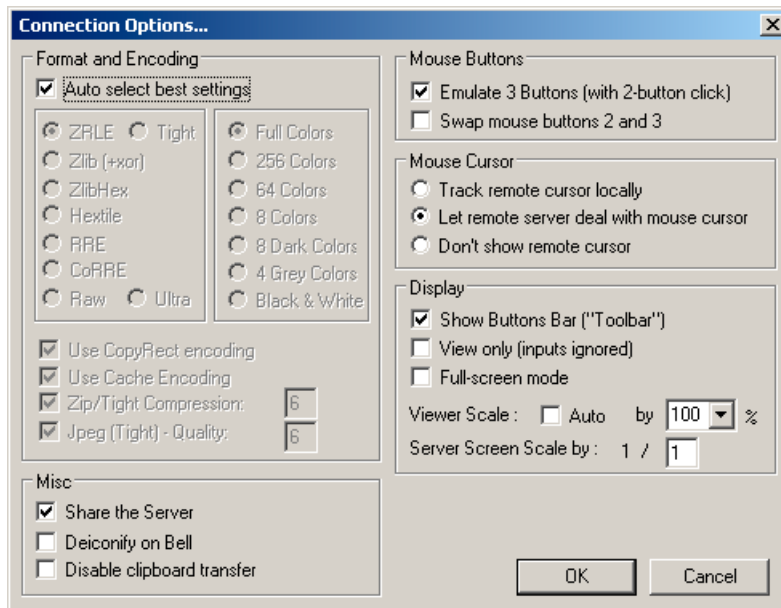 Connection Options...
Format and Encoding
Auto select best settings
ZRLE Tight
Zlib (+xor)
ZlibHex
Hextile
RRE
CoRRE
Raw Ultra
Full Colors
256 Colors
64 Colors
8 Colors
8 Dark Colors
4 Grey Colors
Black & White
Use CopyRect encoding
Use Cache Encoding
Zip/Tight Compression: 6
Jpeg (Tight) - Quality: 6
Misc
Share the Server
Deiconify on Bell
Disable clipboard transfer
Mouse Buttons
Emulate 3 Buttons (with 2-button click)
Swap mouse buttons 2 and 3
Mouse Cursor
Track remote cursor locally
Let remote server deal with mouse cursor
Don't show remote cursor
Display
Show Buttons Bar ("Toolbar")
View only (inputs ignored)
Full-screen mode
Viewer Scale : Auto by 100 %
Server Screen Scale by : 1 / 1
OK Cancel